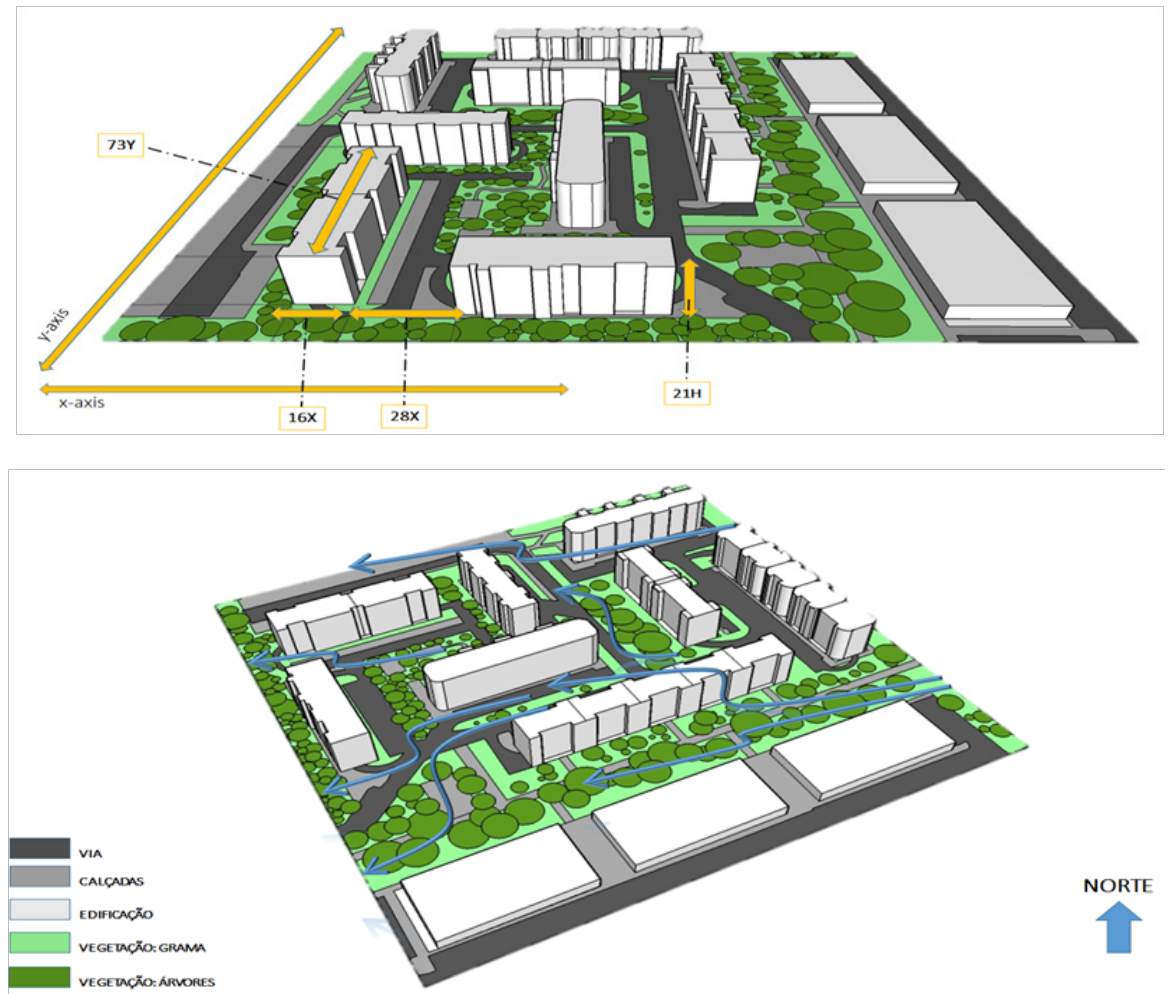 73Y
y-axis
x-axis
16X
28X
21H
VIA
CALÇADAS
EDIFICAÇÃO
VEGETAÇÃO: GRAMA
VEGETAÇÃO: ÁRVORES
NORTE